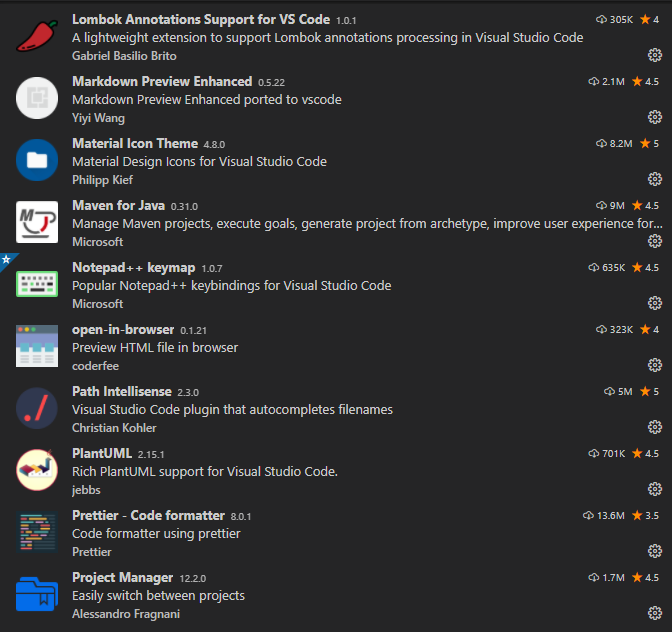 Lombok Annotations Support for VS Code 1.0.1 305K 4
A lightweight extension to support Lombok annotations processing in Visual Studio Code
Gabriel Basilio Brito
Markdown Preview Enhanced 0.5.22 2.1M 4.5
Markdown Preview Enhanced ported to vscode
Yiyi Wang
Material Icon Theme 4.8.0 8.2M 5
Material Design Icons for Visual Studio Code
Philipp Kief
Maven for Java 0.31.0 9M 4.5
Manage Maven projects, execute goals, generate project from archetype, improve user experience for...
Microsoft
Notepad++ keymap 1.0.7 635K 4.5
Popular Notepad++ keybindings for Visual Studio Code
Microsoft
open-in-browser 0.1.21 323K 4
Preview HTML file in browser
coderfee
Path Intellisense 2.3.0 5M 5
Visual Studio Code plugin that autocompletes filenames
Christian Kohler
PlantUML 2.15.1 701K 4.5
Rich PlantUML support for Visual Studio Code.
jebbs
Prettier - Code formatter 8.0.1 13.6M 3.5
Code formatter using prettier
Prettier
Project Manager 12.2.0 1.7M 4.5
Easily switch between projects
Alessandro Fragnani